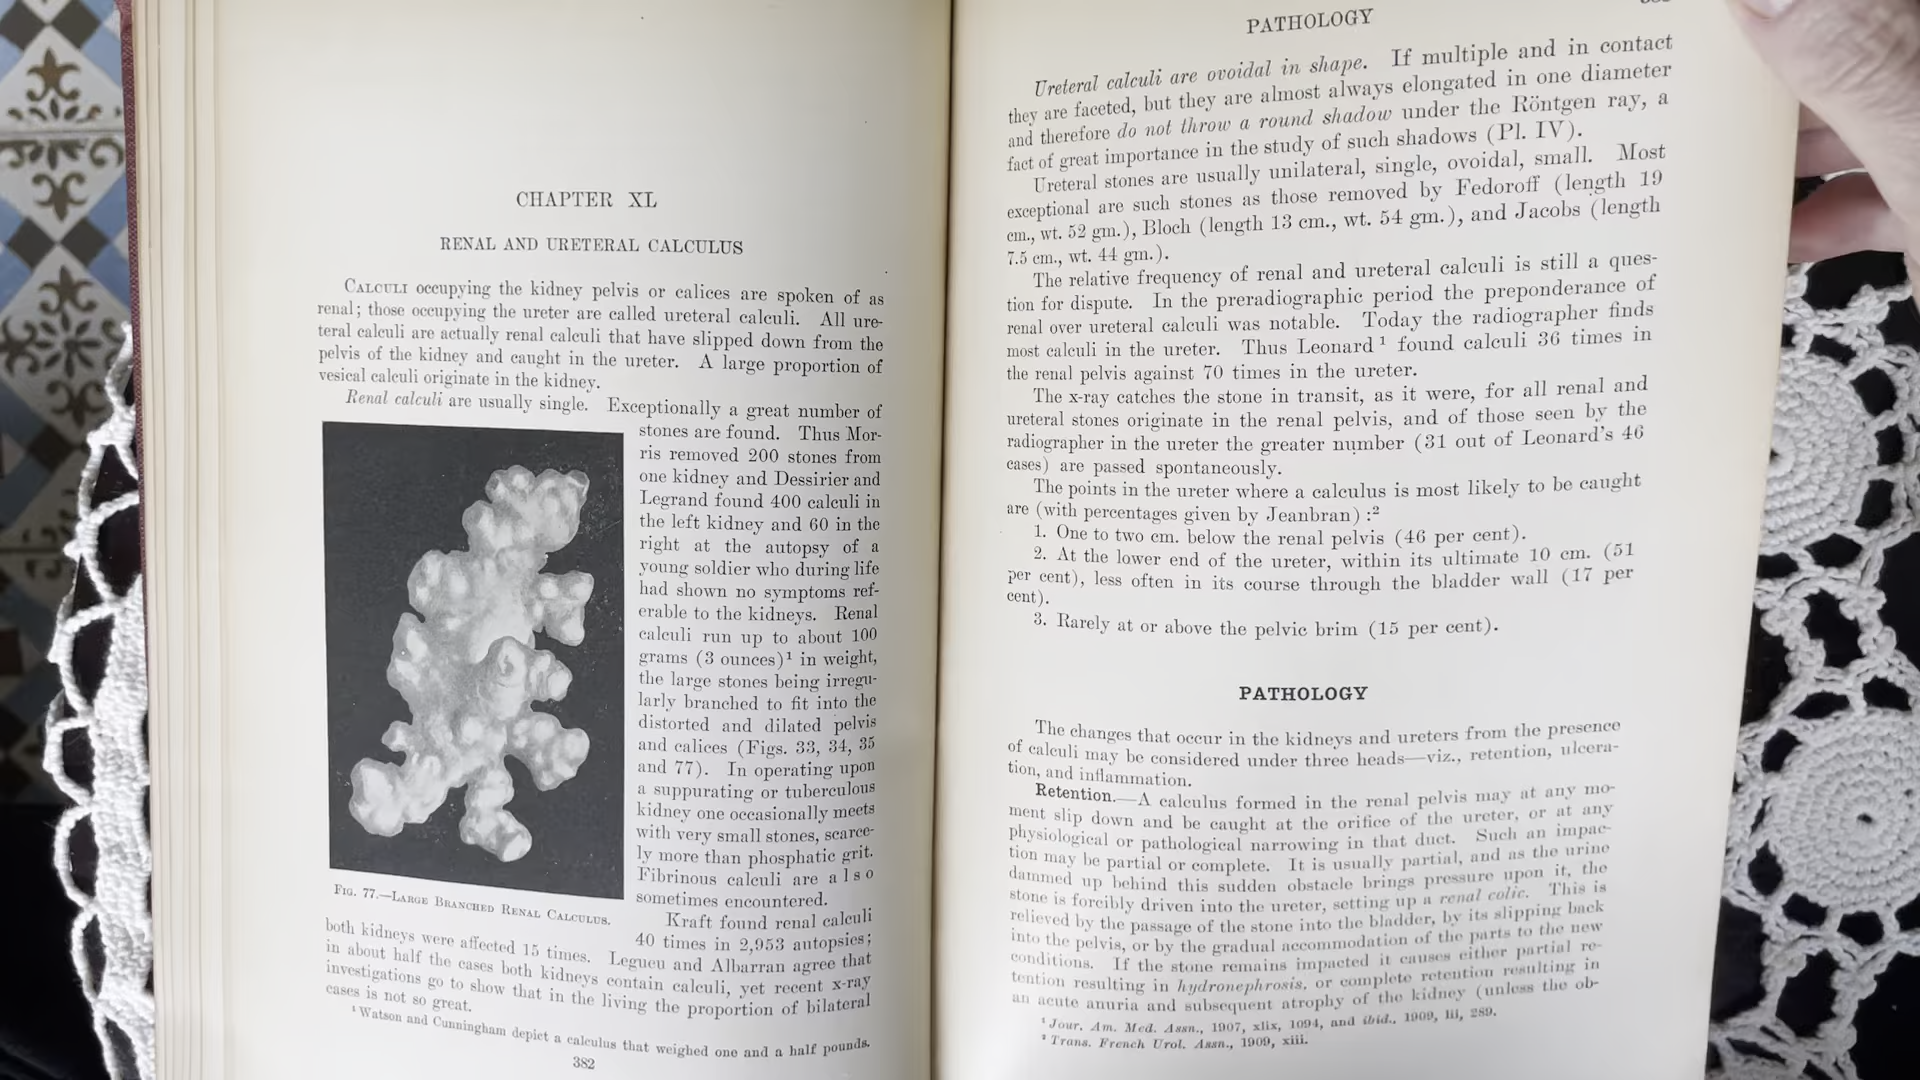 CHAPTER XL
RENAL AND URETERAL CALCULUS
CALCULI occupying the kidney pelvis or calices are spoken of as
renal; those occupying the ureter are called ureteral calculi. All ure-
teral calculi are actually renal calculi that have slipped down from the
pelvis of the kidney and caught in the ureter. A large proportion of
vesical calculi originate in the kidney.
Renal calculi are usually single. Exceptionally a great number of
stones are found. Thus Mor-
ris removed 200 stones from
one kidney and Dessirier and
Legrand found 400 calculi in
the left kidney and 60 in the
right at the autopsy of a
young soldier who during life
had shown no symptoms ref-
erable to the kidneys. Renal
calculi run up to about 100
grams (3 ounces)¹ in weight,
the large stones being irregu-
larly branched to fit into the
distorted and dilated pelvis
and calices (Figs. 33, 34, 35
and 77). In operating upon
a suppurating or tuberculous
kidney one occasionally meets
with very small stones, scarce-
ly more than phosphatic grit.
Fibrinous calculi are also
sometimes encountered.
FIG. 77.—LARGE BRANCHED RENAL CALCULUS.
Kraft found renal calculi
40 times in 2,953 autopsies;
both kidneys were affected 15 times. Legueu and Albarran agree that
in about half the cases both kidneys contain calculi, yet recent x-ray
investigations go to show that in the living the proportion of bilateral
cases is not so great.
¹ Watson and Cunningham depict a calculus that weighed one and a half pounds.
382
PATHOLOGY
Ureteral calculi are ovoidal in shape. If multiple and in contact
they are faceted, but they are almost always elongated in one diameter
and therefore do not throw a round shadow under the Röntgen ray, a
fact of great importance in the study of such shadows (Pl. IV).
Ureteral stones are usually unilateral, single, ovoidal, small. Most
exceptional are such stones as those removed by Fedoroff (length 19
cm., wt. 52 gm.), Bloch (length 13 cm., wt. 54 gm.), and Jacobs (length
7.5 cm., wt. 44 gm.).
The relative frequency of renal and ureteral calculi is still a ques-
tion for dispute. In the preradiographic period the preponderance of
renal over ureteral calculi was notable. Today the radiographer finds
most calculi in the ureter. Thus Leonard ¹ found calculi 36 times in
the renal pelvis against 70 times in the ureter.
The x-ray catches the stone in transit, as it were, for all renal and
ureteral stones originate in the renal pelvis, and of those seen by the
radiographer in the ureter the greater number (31 out of Leonard's 46
cases) are passed spontaneously.
The points in the ureter where a calculus is most likely to be caught
are (with percentages given by Jeanbran) :²
1. One to two cm. below the renal pelvis (46 per cent).
2. At the lower end of the ureter, within its ultimate 10 cm. (51
per cent), less often in its course through the bladder wall (17 per
cent).
3. Rarely at or above the pelvic brim (15 per cent).
PATHOLOGY
The changes that occur in the kidneys and ureters from the presence
of calculi may be considered under three heads—viz., retention, ulcera-
tion, and inflammation.
Retention.—A calculus formed in the renal pelvis may at any mo-
ment slip down and be caught at the orifice of the ureter, or at any
physiological or pathological narrowing in that duct. Such an impac-
tion may be partial or complete. It is usually partial, and as the urine
dammed up behind this sudden obstacle brings pressure upon it, the
stone is forcibly driven into the ureter, setting up a renal colic. This is
relieved by the passage of the stone into the bladder, by its slipping back
into the pelvis, or by the gradual accommodation of the parts to the new
conditions. If the stone remains impacted it causes either partial re-
tention resulting in hydronephrosis, or complete retention resulting in
an acute anuria and subsequent atrophy of the kidney (unless the ob-
¹ Jour. Am. Med. Assn., 1907, xlix, 1094, and ibid., 1909, lii, 289.
² Trans. French Urol. Assn., 1909, xiii.